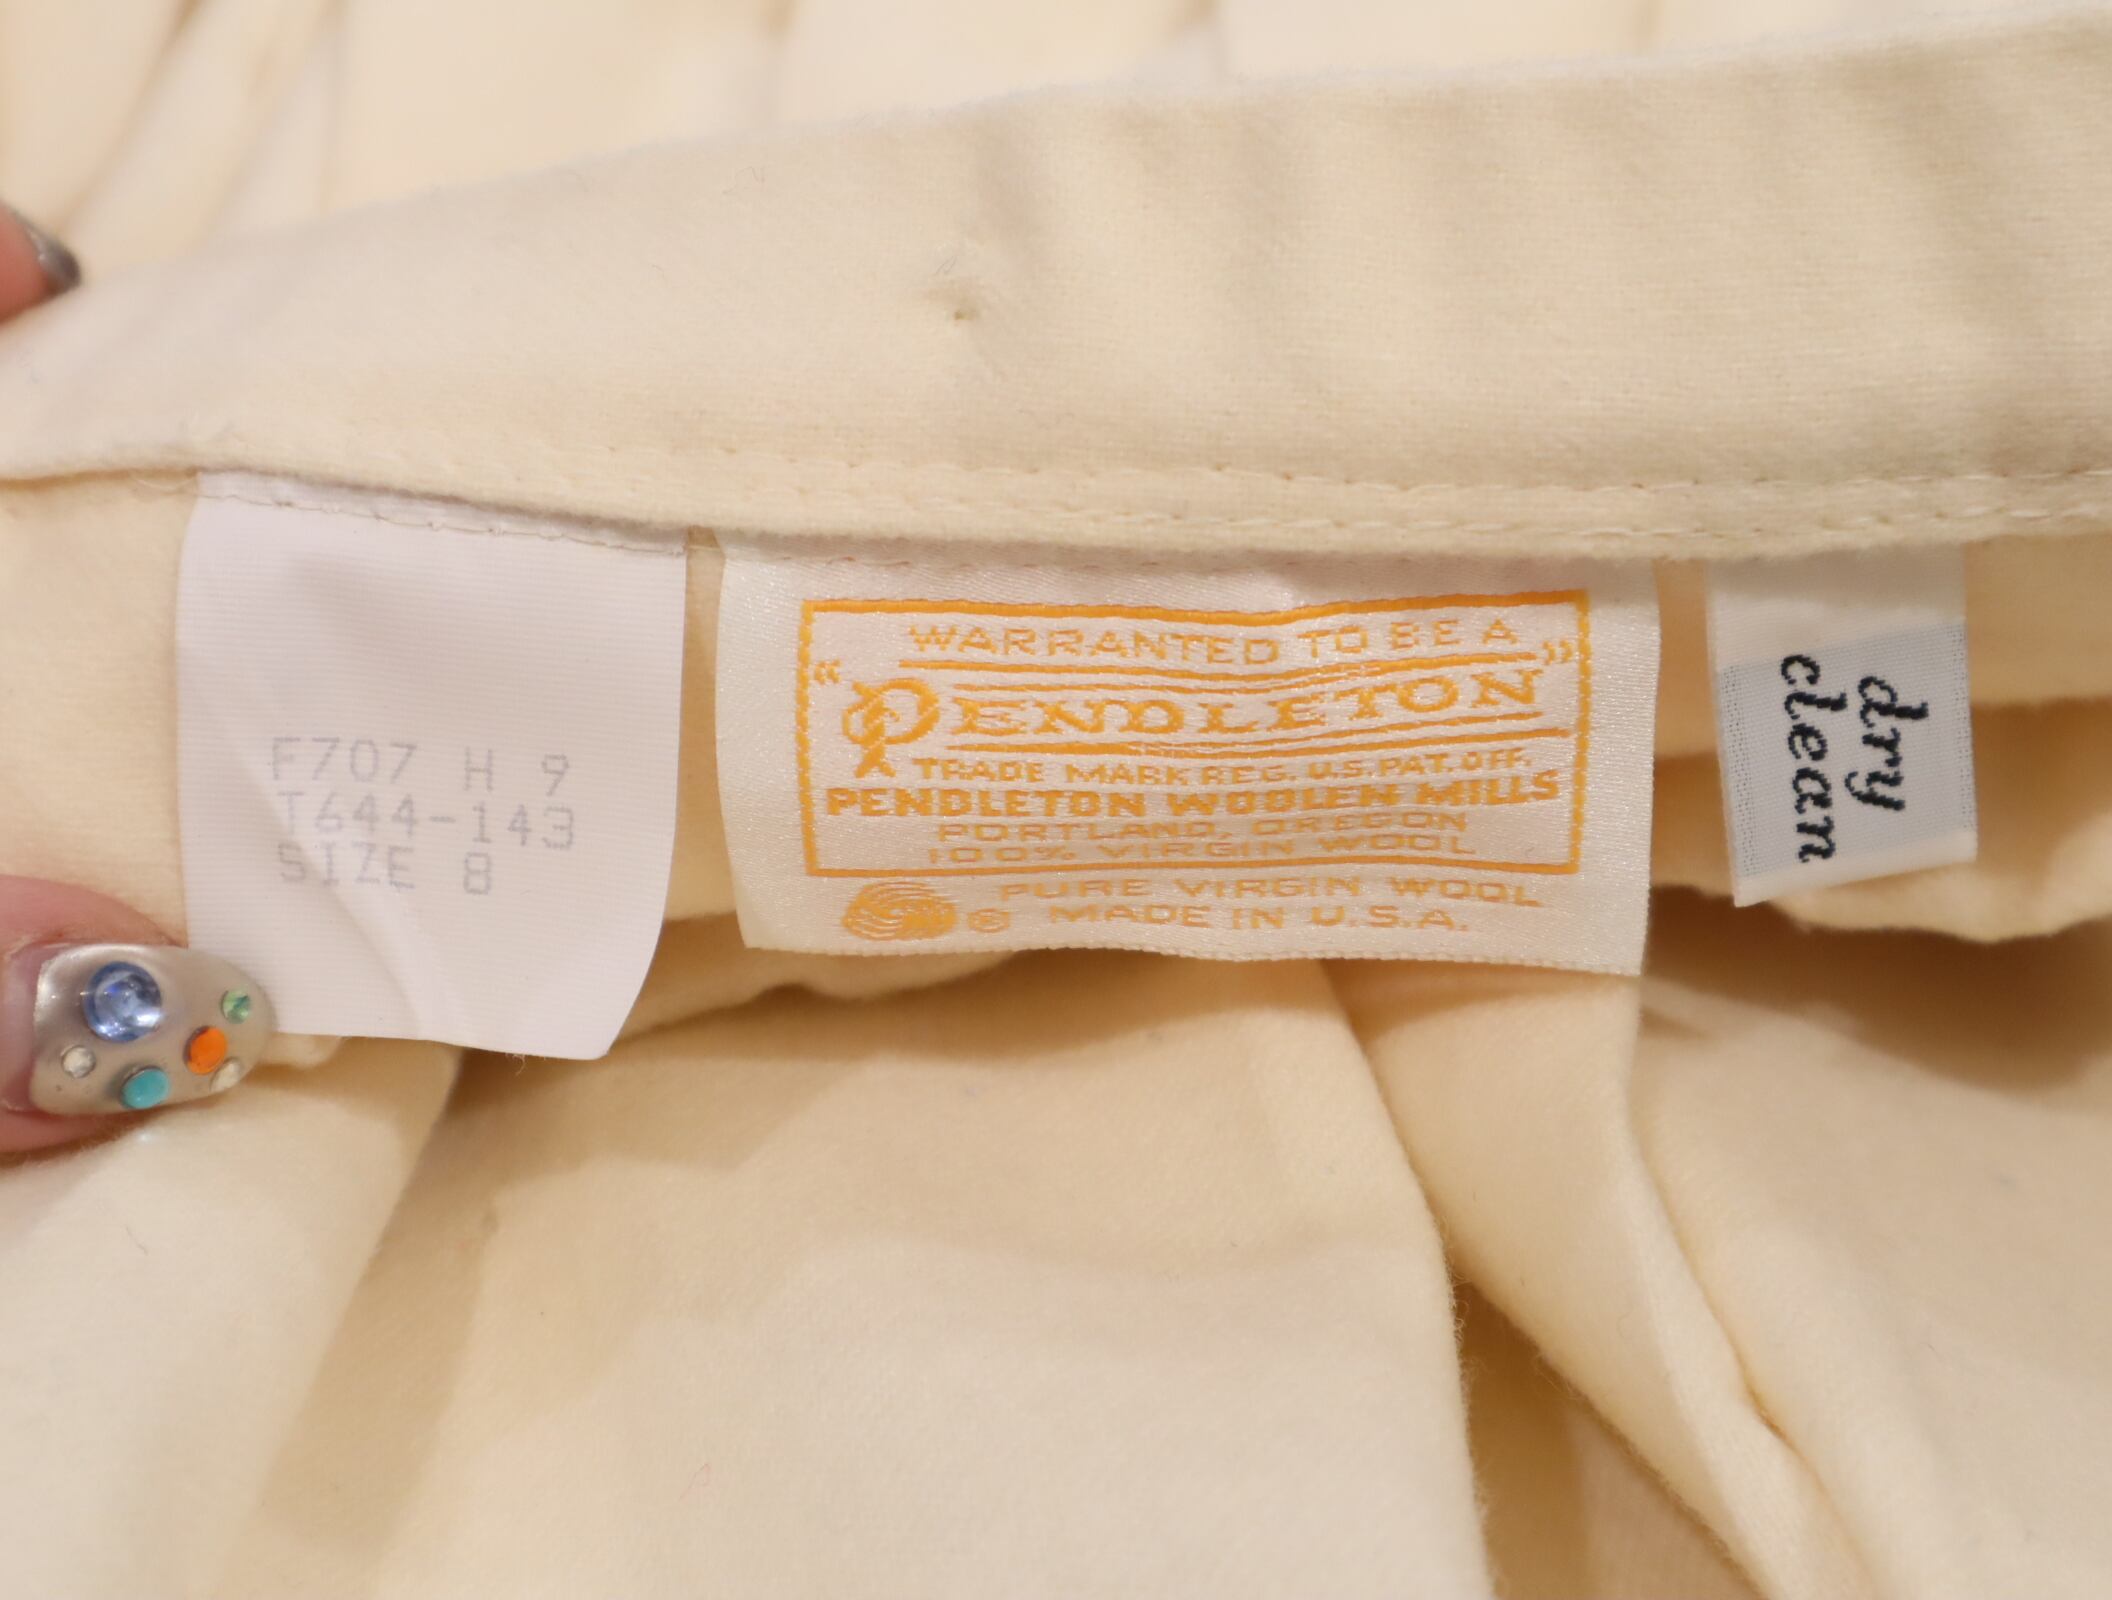 F707 H 9
T644-143
SIZE 8
WARRANTED TO BE A
"PENDLETON"
TRADE MARK REG. U.S. PAT. OFF.
PENDLETON WOOLEN MILLS
PORTLAND, OREGON
100% VIRGIN WOOL
® PURE VIRGIN WOOL
MADE IN U.S.A.
dry
clean